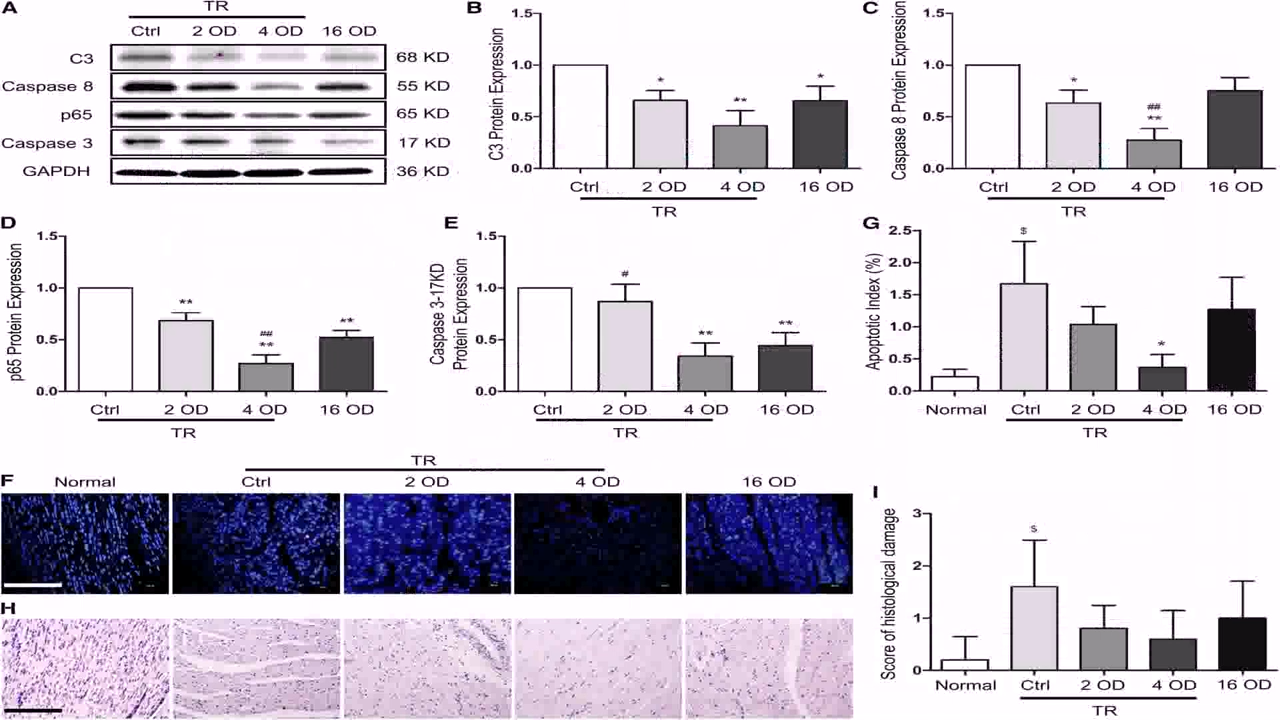 A
TR
Ctrl 2 OD 4 OD 16 OD
C3 68 KD
Caspase 8 55 KD
p65 65 KD
Caspase 3 17 KD
GAPDH 36 KD
B
C3 Protein Expression
1.5
1.0
0.5
0.0
*
**
*
Ctrl 2 OD 4 OD 16 OD
TR
C
Caspase 8 Protein Expression
1.5
1.0
0.5
0.0
*
##
**
Ctrl 2 OD 4 OD 16 OD
TR
D
p65 Protein Expression
1.5
1.0
0.5
0.0
**
##
**
**
Ctrl 2 OD 4 OD 16 OD
TR
E
Caspase 3-17KD
Protein Expression
1.5
1.0
0.5
0.0
#
**
**
Ctrl 2 OD 4 OD 16 OD
TR
G
Apoptotic Index (%)
2.5
2.0
1.5
1.0
0.5
0.0
$
*
Normal Ctrl 2 OD 4 OD 16 OD
TR
F
TR
Normal Ctrl 2 OD 4 OD 16 OD
H
I
Score of histological damage
3
2
1
0
$
Normal Ctrl 2 OD 4 OD 16 OD
TR